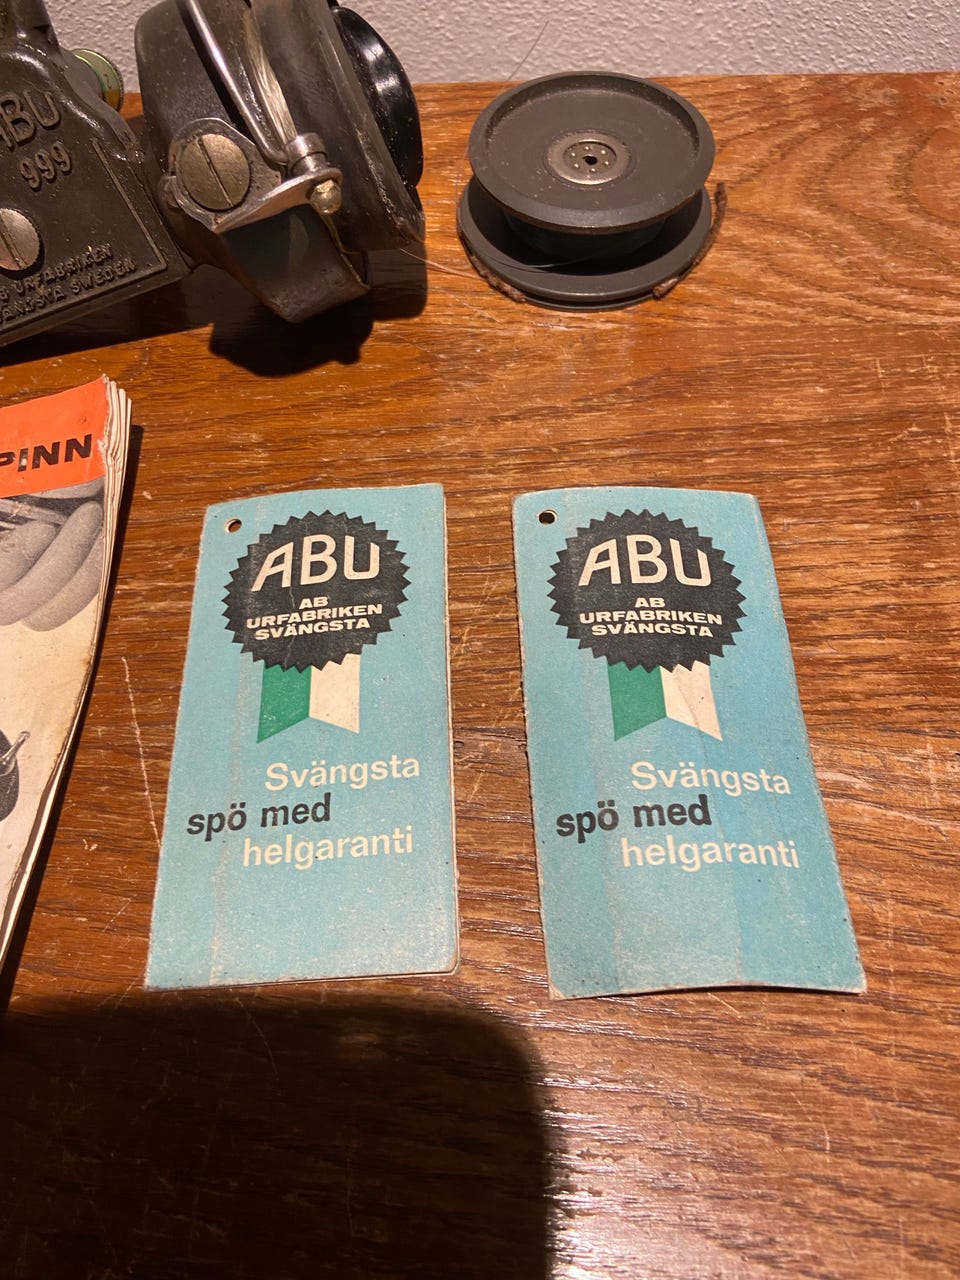 ABU
999
URFABRIKEN
SVÄNGSTA SWEDEN
PINN
ABU
AB
URFABRIKEN
SVÄNGSTA
Svängsta
spö med
helgaranti
ABU
AB
URFABRIKEN
SVÄNGSTA
Svängsta
spö med
helgaranti